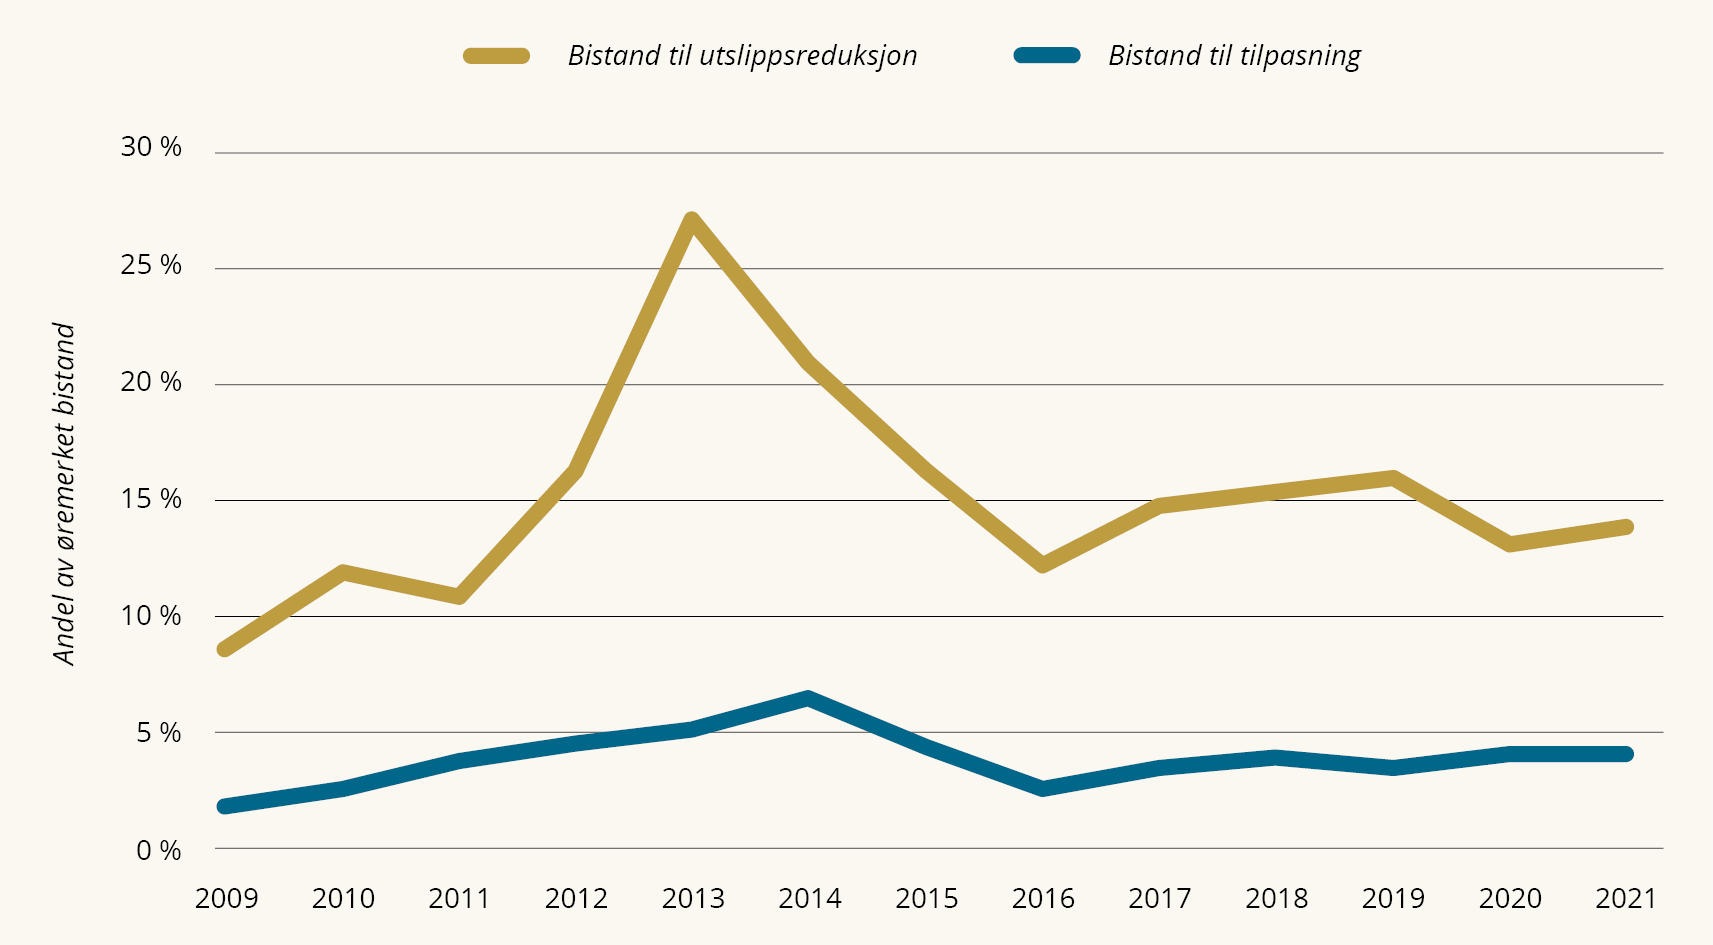 Bistand til utslippsreduksjon
Bistand til tilpasning
30 %
25 %
20 %
15 %
10 %
5 %
0 %
Andel av øremerket bistand
2009 2010 2011 2012 2013 2014 2015 2016 2017 2018 2019 2020 2021